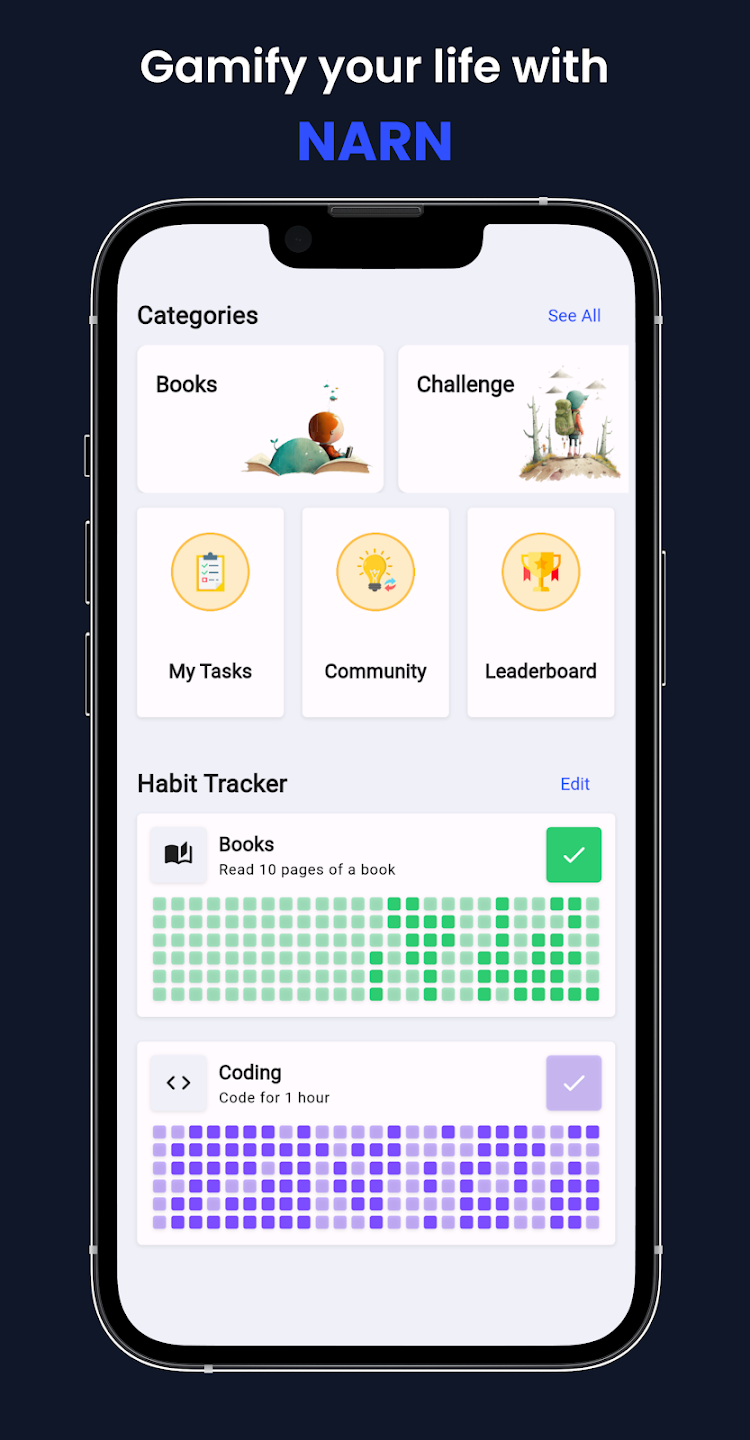 Gamify your life with
NARN
Categories
See All
Books
Challenge
My Tasks
Community
Leaderboard
Habit Tracker
Edit
Books
Read 10 pages of a book
Coding
Code for 1 hour